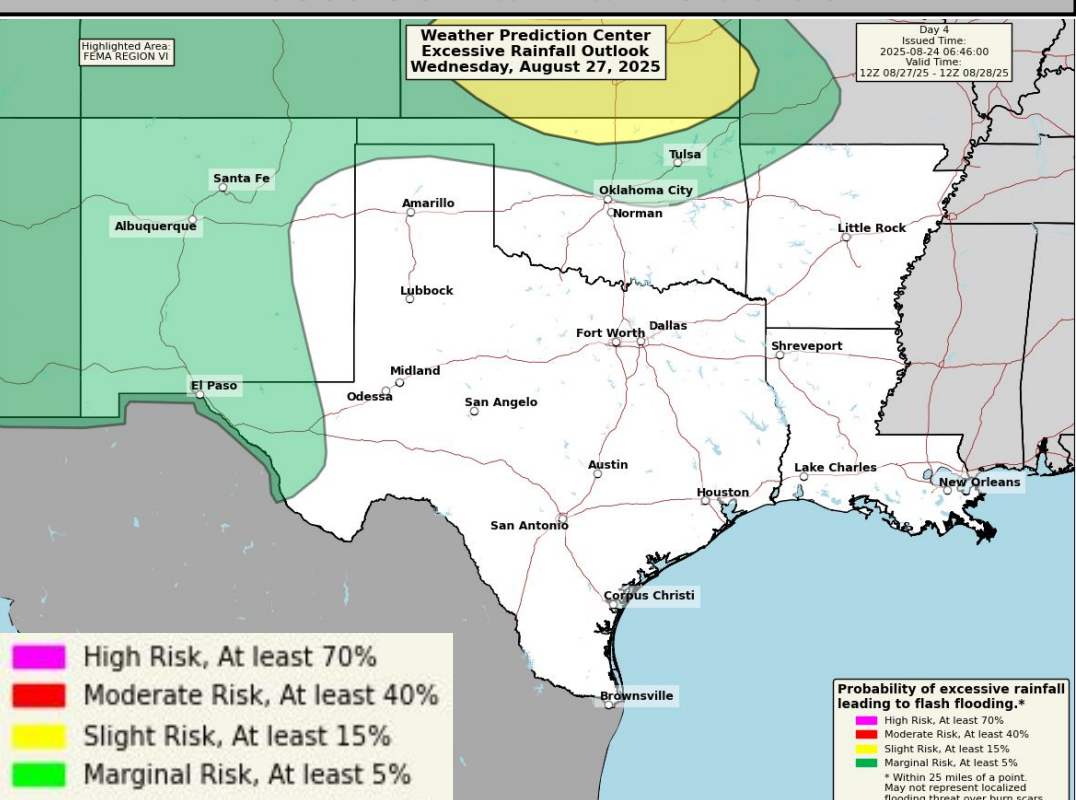 Highlighted Area:
FEMA REGION VI
Weather Prediction Center
Excessive Rainfall Outlook
Wednesday, August 27, 2025
Day 4
Issued Time:
2025-08-24 06:46:00
Valid Time:
12Z 08/27/25 - 12Z 08/28/25
Tulsa
Santa Fe
Oklahoma City
Amarillo
Norman
Albuquerque
Little Rock
Lubbock
Dallas
Fort Worth
Shreveport
Midland
El Paso
Odessa
San Angelo
Austin
Lake Charles
New Orleans
Houston
San Antonio
Corpus Christi
Brownsville
High Risk, At least 70%
Moderate Risk, At least 40%
Slight Risk, At least 15%
Marginal Risk, At least 5%
Probability of excessive rainfall
leading to flash flooding.*
High Risk, At least 70%
Moderate Risk, At least 40%
Slight Risk, At least 15%
Marginal Risk, At least 5%
* Within 25 miles of a point.
May not represent localized
flooding threat over burn scars